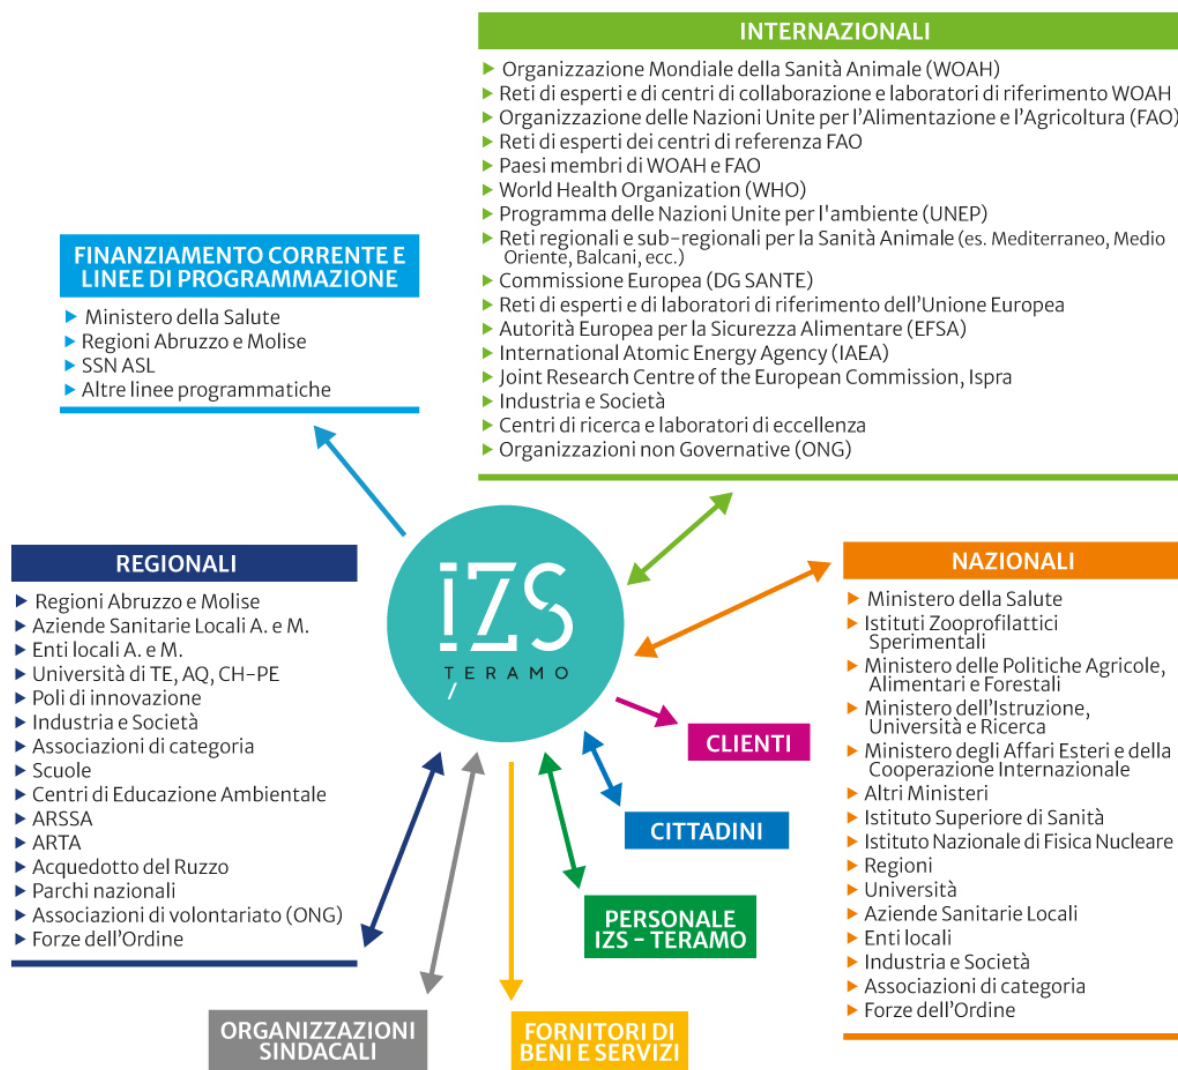 INTERNAZIONALI
Organizzazione Mondiale della Sanità Animale (WOAH)
Reti di esperti e di centri di collaborazione e laboratori di riferimento WOAH
Organizzazione delle Nazioni Unite per l’Alimentazione e l’Agricoltura (FAO)
Reti di esperti dei centri di referenza FAO
Paesi membri di WOAH e FAO
World Health Organization (WHO)
Programma delle Nazioni Unite per l'ambiente (UNEP)
Reti regionali e sub-regionali per la Sanità Animale (es. Mediterraneo, Medio
Oriente, Balcani, ecc.)
Commissione Europea (DG SANTE)
Reti di esperti e di laboratori di riferimento dell’Unione Europea
Autorità Europea per la Sicurezza Alimentare (EFSA)
International Atomic Energy Agency (IAEA)
Joint Research Centre of the European Commission, Ispra
Industria e Società
Centri di ricerca e laboratori di eccellenza
Organizzazioni non Governative (ONG)
FINANZIAMENTO CORRENTE E
LINEE DI PROGRAMMAZIONE
Ministero della Salute
Regioni Abruzzo e Molise
SSN ASL
Altre linee programmatiche
IZS
TERAMO
REGIONALI
Regioni Abruzzo e Molise
Aziende Sanitarie Locali A. e M.
Enti locali A. e M.
Università di TE, AQ, CH-PE
Poli di innovazione
Industria e Società
Associazioni di categoria
Scuole
Centri di Educazione Ambientale
ARSSA
ARTA
Acquedotto del Ruzzo
Parchi nazionali
Associazioni di volontariato (ONG)
Forze dell’Ordine
NAZIONALI
Ministero della Salute
Istituti Zooprofilattici
Sperimentali
Ministero delle Politiche Agricole,
Alimentari e Forestali
Ministero dell’Istruzione,
Università e Ricerca
Ministero degli Affari Esteri e della
Cooperazione Internazionale
Altri Ministeri
Istituto Superiore di Sanità
Istituto Nazionale di Fisica Nucleare
Regioni
Università
Aziende Sanitarie Locali
Enti locali
Industria e Società
Associazioni di categoria
Forze dell’Ordine
CLIENTI
CITTADINI
PERSONALE
IZS - TERAMO
ORGANIZZAZIONI
SINDACALI
FORNITORI DI
BENI E SERVIZI